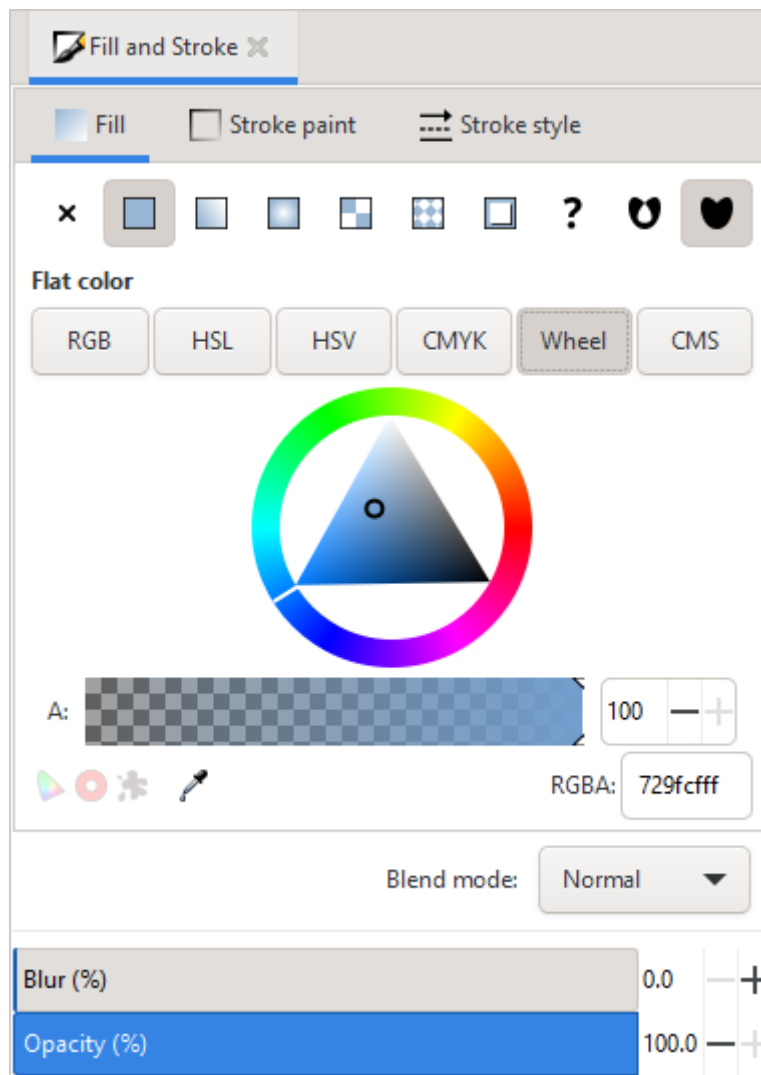 Fill and Stroke
Fill Stroke paint Stroke style
?
Flat color
RGB HSL HSV CMYK Wheel CMS
A: 100
RGBA: 729fcfff
Blend mode: Normal
Blur (%) 0.0
Opacity (%) 100.0